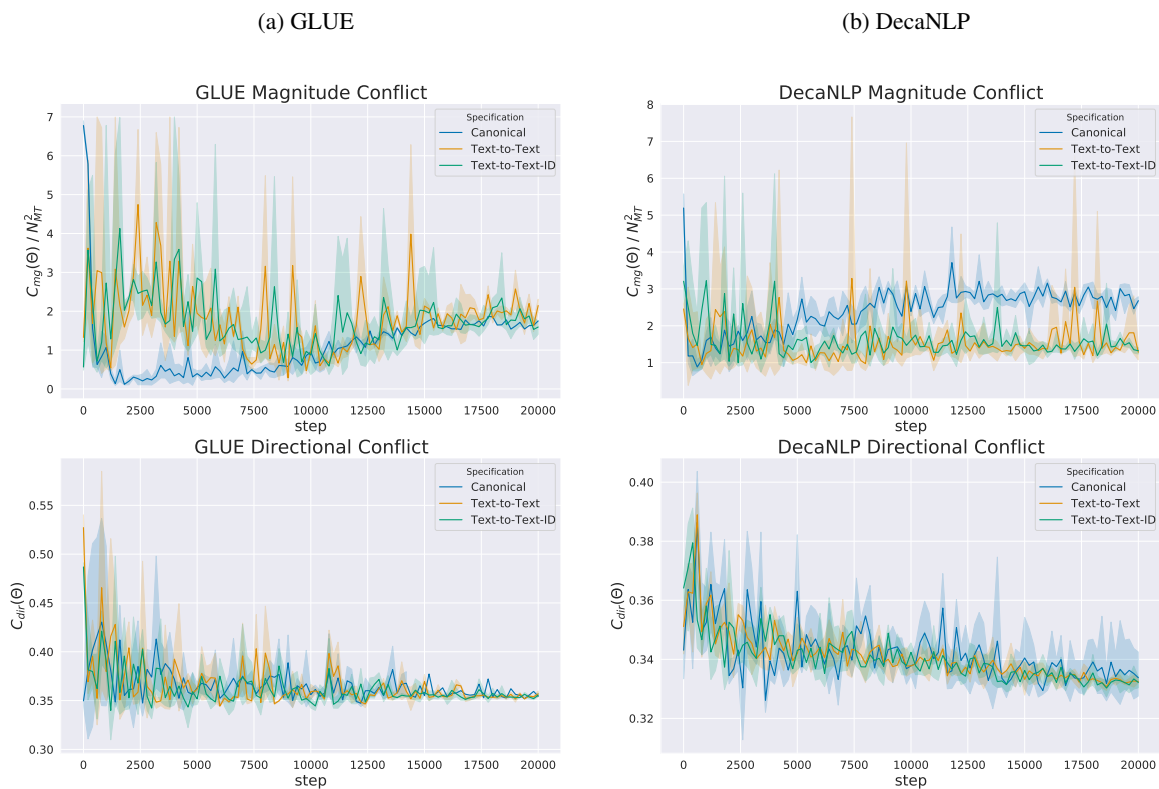 (a) GLUE
(b) DecaNLP
GLUE Magnitude Conflict
7
6
5
4
3
2
1
0
C_mg(Θ) / N²_MT
Specification
Canonical
Text-to-Text
Text-to-Text-ID
0 2500 5000 7500 10000 12500 15000 17500 20000
step
DecaNLP Magnitude Conflict
8
7
6
5
4
3
2
1
C_mg(Θ) / N²_MT
Specification
Canonical
Text-to-Text
Text-to-Text-ID
0 2500 5000 7500 10000 12500 15000 17500 20000
step
GLUE Directional Conflict
0.55
0.50
0.45
0.40
0.35
0.30
C_dir(Θ)
Specification
Canonical
Text-to-Text
Text-to-Text-ID
0 2500 5000 7500 10000 12500 15000 17500 20000
step
DecaNLP Directional Conflict
0.40
0.38
0.36
0.34
0.32
C_dir(Θ)
Specification
Canonical
Text-to-Text
Text-to-Text-ID
0 2500 5000 7500 10000 12500 15000 17500 20000
step